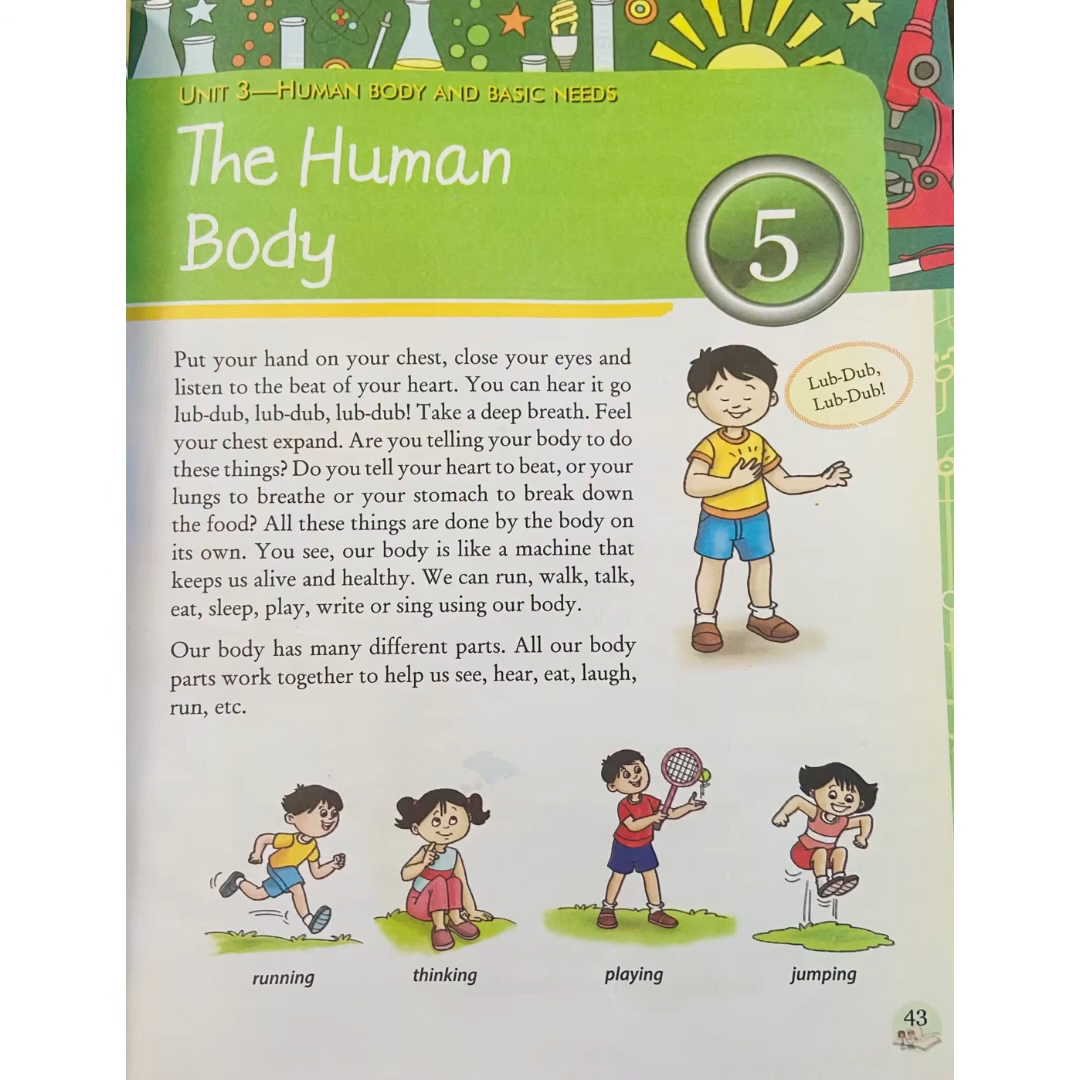 UNIT 3—HUMAN BODY AND BASIC NEEDS
The Human
Body
5
Put your hand on your chest, close your eyes and
listen to the beat of your heart. You can hear it go
lub-dub, lub-dub, lub-dub! Take a deep breath. Feel
your chest expand. Are you telling your body to do
these things? Do you tell your heart to beat, or your
lungs to breathe or your stomach to break down
the food? All these things are done by the body on
its own. You see, our body is like a machine that
keeps us alive and healthy. We can run, walk, talk,
eat, sleep, play, write or sing using our body.
Lub-Dub,
Lub-Dub!
Our body has many different parts. All our body
parts work together to help us see, hear, eat, laugh,
run, etc.
running
thinking
playing
jumping
43